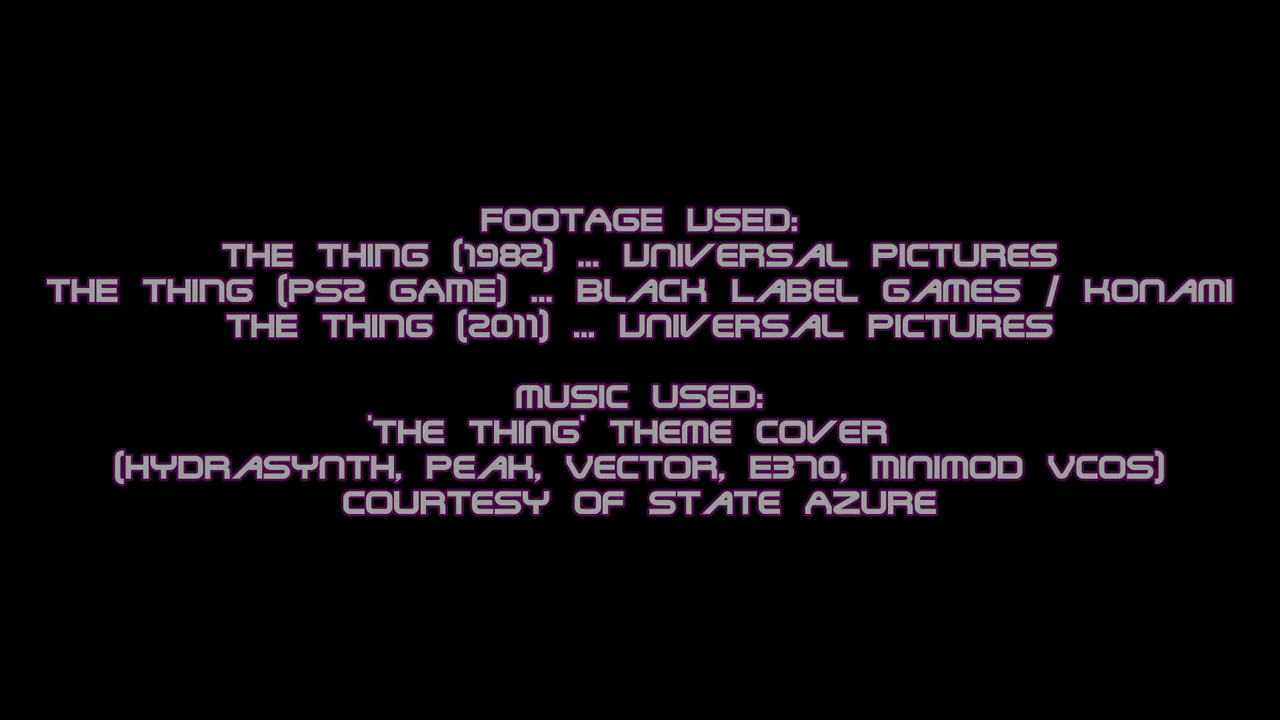 FOOTAGE USED:
THE THING (1982) ... UNIVERSAL PICTURES
THE THING (PS2 GAME) ... BLACK LABEL GAMES / KONAMI
THE THING (2011) ... UNIVERSAL PICTURES
MUSIC USED:
'THE THING' THEME COVER
(HYDRASYNTH, PEAK, VECTOR, E370, MINIMOD VCOS)
COURTESY OF STATE AZURE